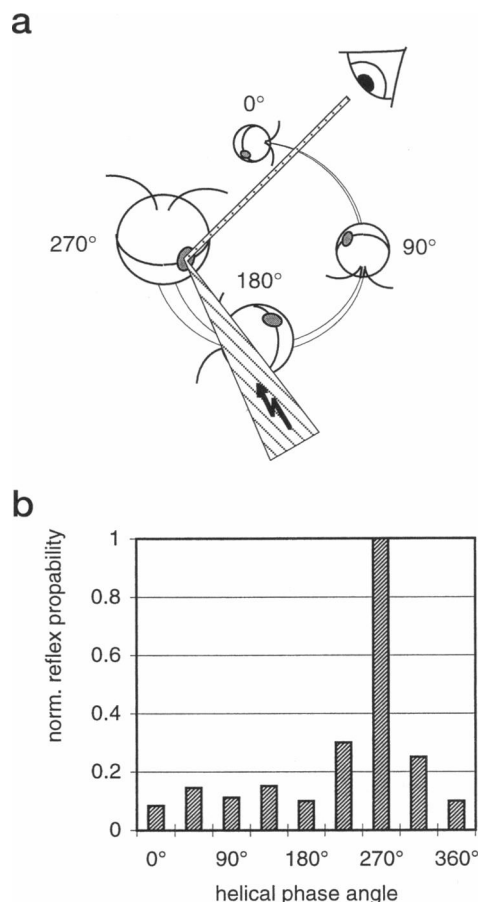 a
0°
270°
90°
180°
b
norm. reflex propability
1
0.8
0.6
0.4
0.2
0
0° 90° 180° 270° 360°
helical phase angle